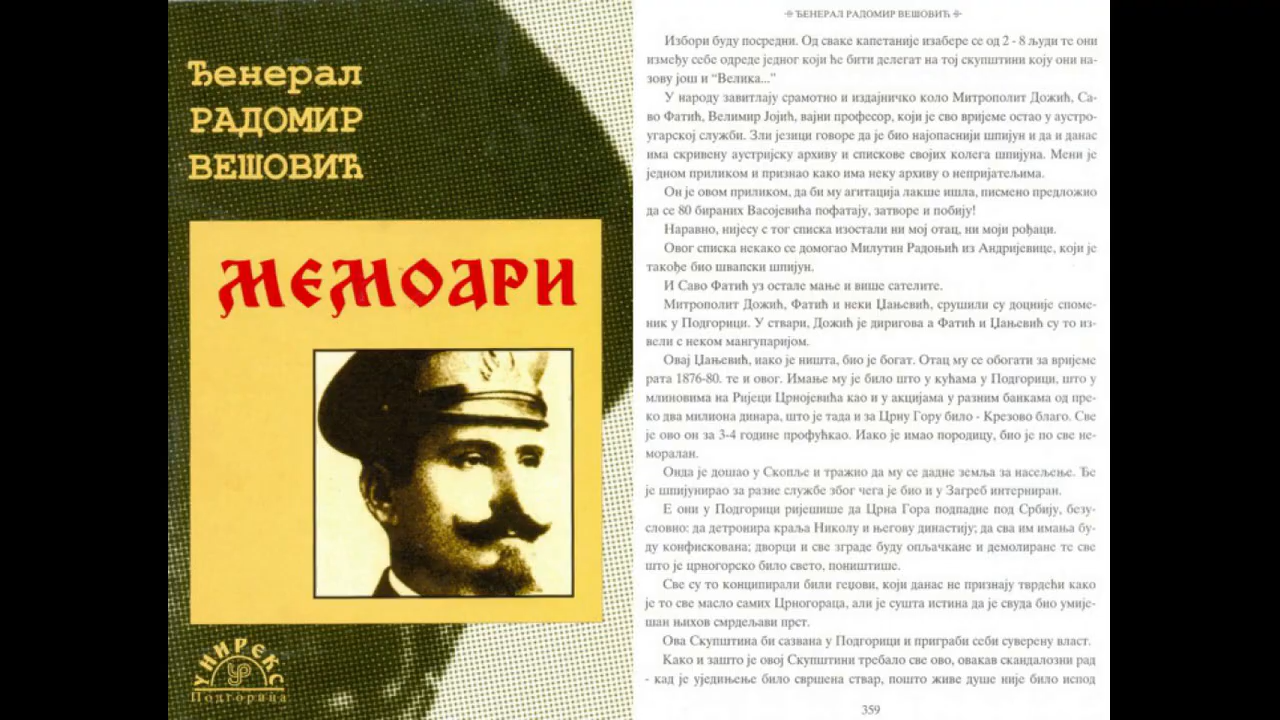 Ђенерал
РАДОМИР
ВЕШОВИЋ
МЕМОАРИ
УНИРЕКС
Подгорица
ЂЕНЕРАЛ РАДОМИР ВЕШОВИЋ
Избори буду посредни. Од сваке капетаније изабере се од 2 - 8 људи те они
између себе одреде једног који ће бити делегат на тој скупштини коју они на-
зову још и “Велика...”
У народу завитлају срамотно и издајничко коло Митрополит Дожић, Са-
во Фатић, Велимир Јојић, вајни професор, који је сво вријеме остао у аустро-
угарској служби. Зли језици говоре да је био најопаснији шпијун и да и данас
има скривену аустријску архиву и спискове својих колега шпијуна. Мени је
једном приликом и признао како има неку архиву о непријатељима.
Он је овом приликом, да би му агитација лакше ишла, писмено предложио
да се 80 бираних Васојевића пофатају, затворе и побију!
Наравно, нијесу с тог списка изостали ни мој отац, ни моји рођаци.
Овог списка некако се домогао Милутин Радоњић из Андријевице, који је
такође био швапски шпијун.
И Саво Фатић уз остале мање и више сателите.
Митрополит Дожић, Фатић и неки Џањевић, срушили су доцније споме-
ник у Подгорици. У ствари, Дожић је диригова а Фатић и Џањевић су то из-
вели с неком мангупаријом.
Овај Џањевић, иако је ништа, био је богат. Отац му се обогати за вријеме
рата 1876-80. те и овог. Имање му је било што у кућама у Подгорици, што у
млиновима на Ријеци Црнојевића као и у акцијама у разним банкама од пре-
ко два милиона динара, што је тада и за Црну Гору било - Крезово благо. Све
је ово он за 3-4 године профућкао. Иако је имао породицу, био је по све не-
моралан.
Онда је дошао у Скопље и тражио да му се дадне земља за насељење. Ђе
је шпијунирао за разне службе због чега је био и у Загреб интерниран.
Е они у Подгорици ријешише да Црна Гора подпадне под Србију, безу-
словно: да детронира краља Николу и његову династију; да сва им имања бу-
ду конфискована; дворци и све зграде буду опљачкане и демолиране те све
што је црногорско било свето, поништише.
Све су то конципирали били геџови, који данас не признају тврдећи како
је то све масло самих Црногораца, али је сушта истина да је свуда био умије-
шан њихов смрдељави прст.
Ова Скупштина би сазвана у Подгорици и приграби себи суверену власт.
Како и зашто је овој Скупштини требало све ово, овакав скандалозни рад
- кад је уједињење било свршена ствар, пошто живе душе није било испод
359